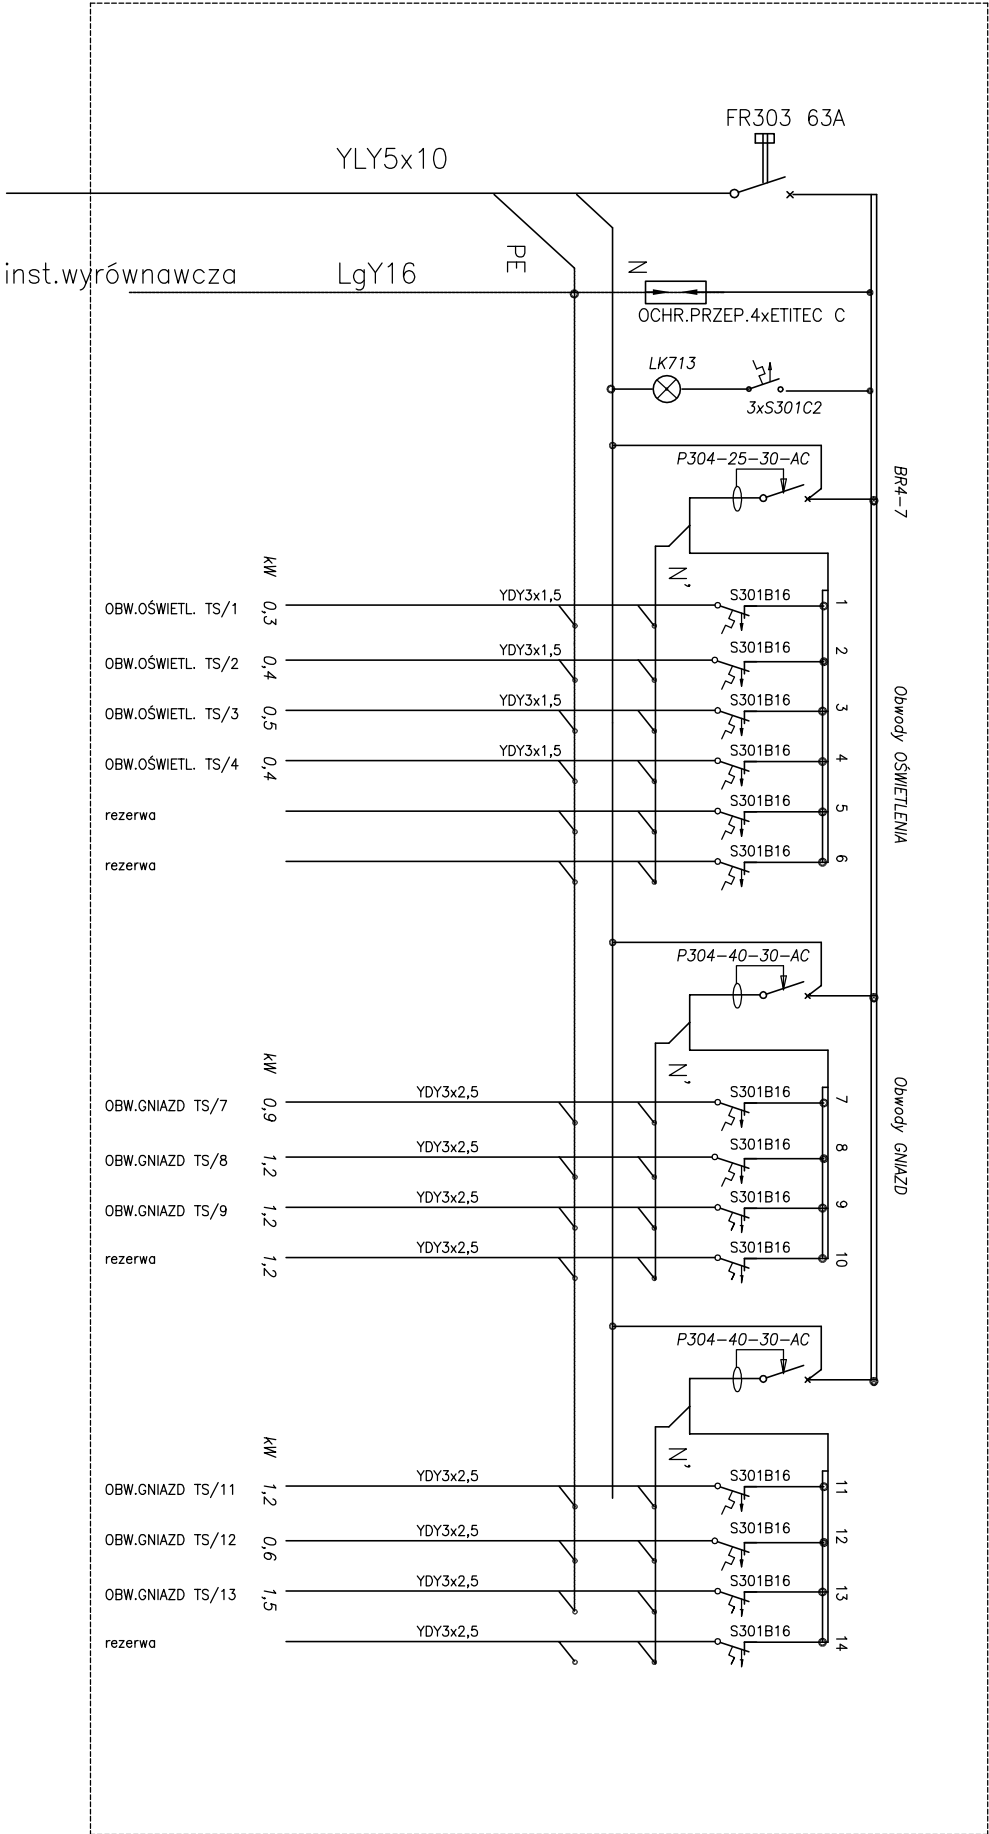 FR303 63A
YLY5x10
PE
N
inst.wyrównawcza LgY16
OCHR.PRZEP.4xETITEC C
LK713
3xS301C2
P304-25-30-AC
BR4-7
N'
kW
Obwody OŚWIETLENIA
OBW.OŚWIETL. TS/1 0,3 YDY3x1,5 S301B16 1
OBW.OŚWIETL. TS/2 0,4 YDY3x1,5 S301B16 2
OBW.OŚWIETL. TS/3 0,5 YDY3x1,5 S301B16 3
OBW.OŚWIETL. TS/4 0,4 YDY3x1,5 S301B16 4
rezerwa S301B16 5
rezerwa S301B16 6
P304-40-30-AC
N'
kW
Obwody GNIAZD
OBW.GNIAZD TS/7 0,9 YDY3x2,5 S301B16 7
OBW.GNIAZD TS/8 1,2 YDY3x2,5 S301B16 8
OBW.GNIAZD TS/9 1,2 YDY3x2,5 S301B16 9
rezerwa 1,2 YDY3x2,5 S301B16 10
P304-40-30-AC
N'
kW
OBW.GNIAZD TS/11 1,2 YDY3x2,5 S301B16 11
OBW.GNIAZD TS/12 0,6 YDY3x2,5 S301B16 12
OBW.GNIAZD TS/13 1,5 YDY3x2,5 S301B16 13
rezerwa YDY3x2,5 S301B16 14